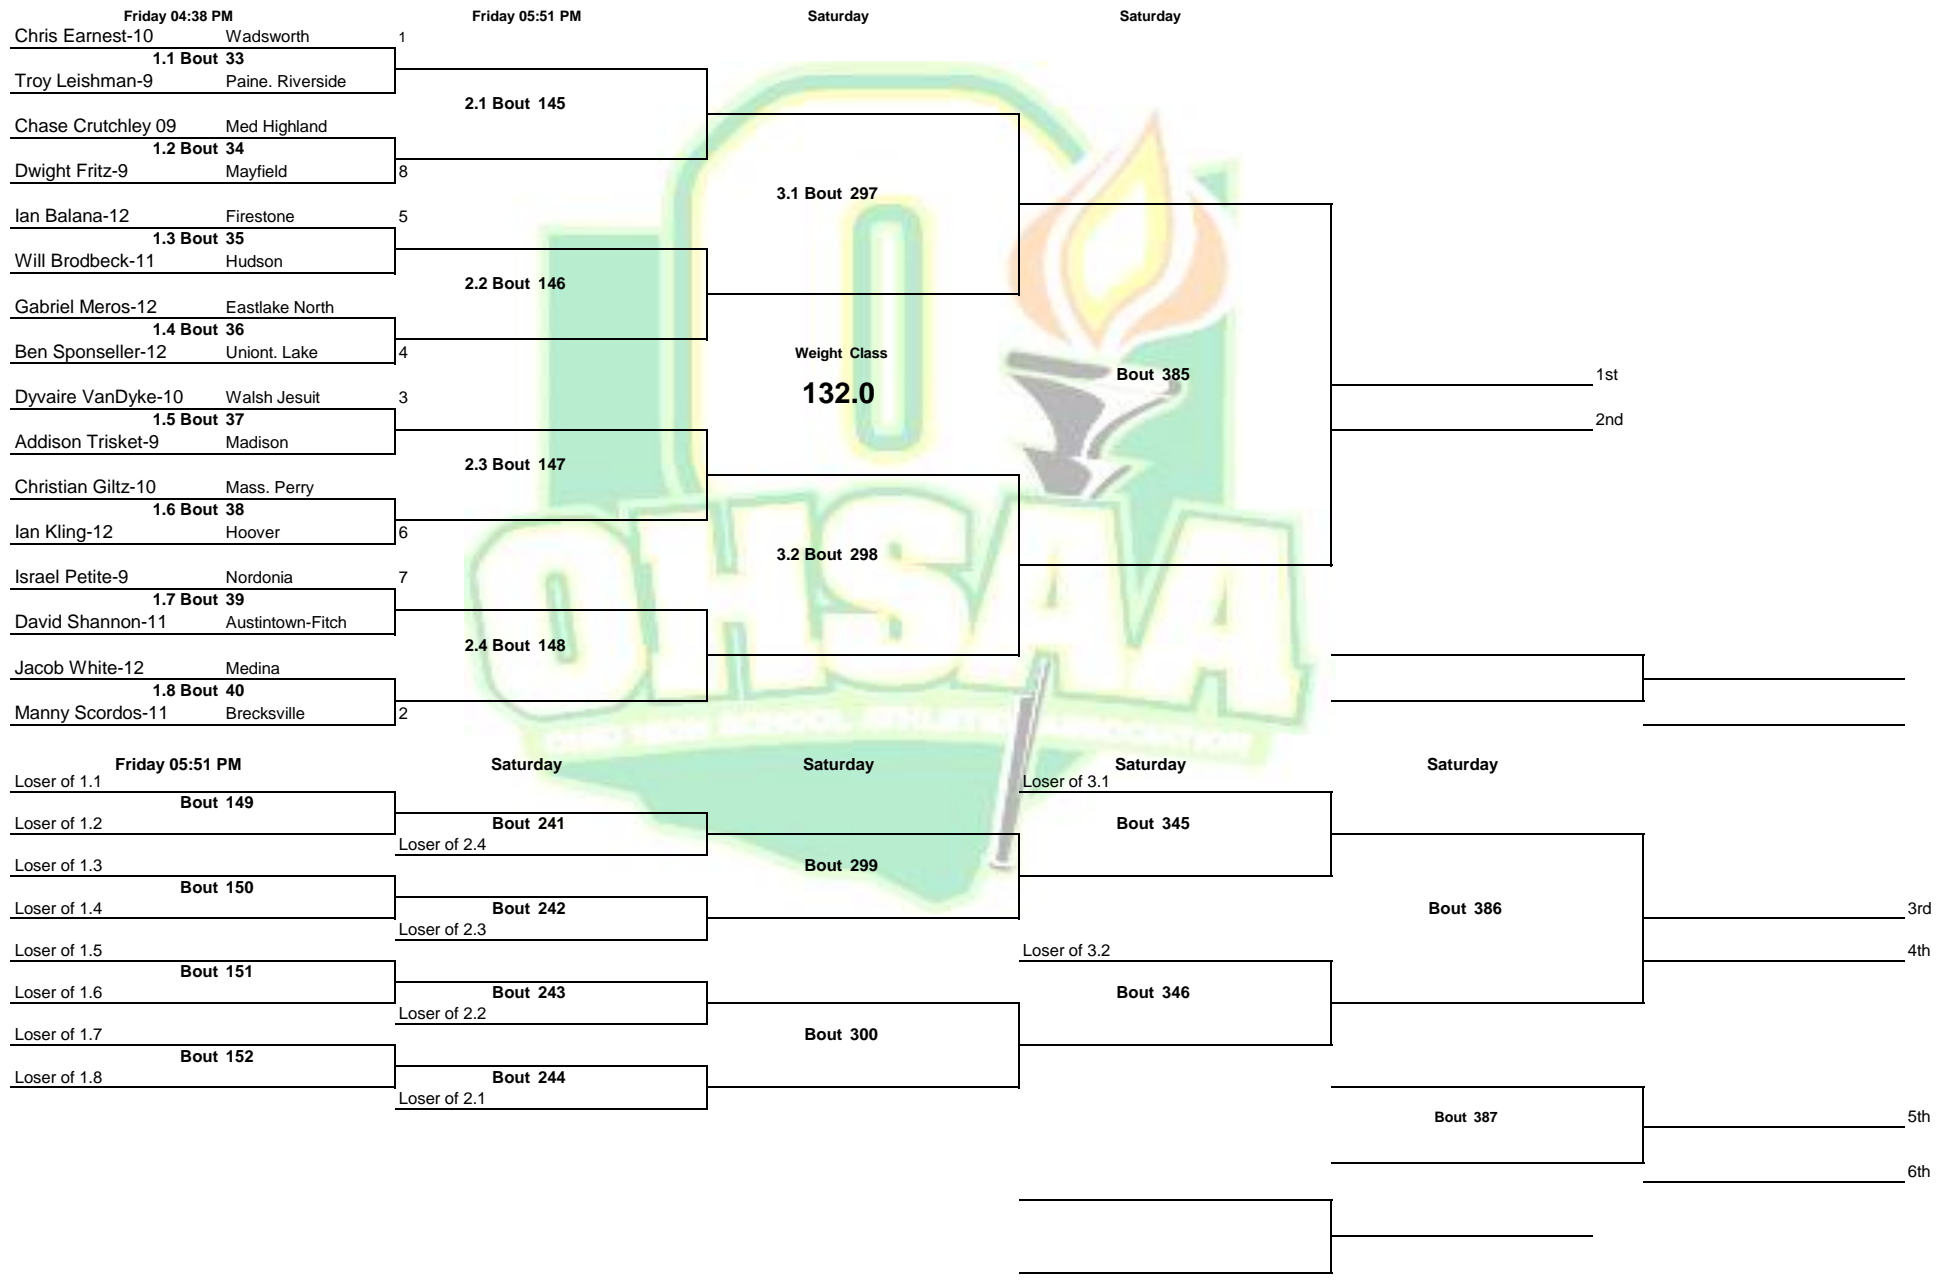 Friday 04:38 PM Friday 05:51 PM Saturday Saturday
Chris Earnest-10 Wadsworth 1
1.1 Bout 33
Troy Leishman-9 Paine. Riverside
2.1 Bout 145
Chase Crutchley 09 Med Highland
1.2 Bout 34
Dwight Fritz-9 Mayfield 8
3.1 Bout 297
Ian Balana-12 Firestone 5
1.3 Bout 35
Will Brodbeck-11 Hudson
2.2 Bout 146
Gabriel Meros-12 Eastlake North
1.4 Bout 36
Ben Sponseller-12 Uniont. Lake 4
Weight Class
Bout 385
1st
132.0
Dyvaire VanDyke-10 Walsh Jesuit 3
1.5 Bout 37
2nd
Addison Trisket-9 Madison
2.3 Bout 147
Christian Giltz-10 Mass. Perry
1.6 Bout 38
Ian Kling-12 Hoover 6
3.2 Bout 298
Israel Petite-9 Nordonia 7
1.7 Bout 39
David Shannon-11 Austintown-Fitch
2.4 Bout 148
Jacob White-12 Medina
1.8 Bout 40
Manny Scordos-11 Brecksville 2
OHSAA
OHIO HIGH SCHOOL ATHLETIC ASSOCIATION
Friday 05:51 PM Saturday Saturday Saturday Saturday
Loser of 1.1 Loser of 3.1
Bout 149
Loser of 1.2 Bout 241 Bout 345
Loser of 2.4
Loser of 1.3 Bout 299
Bout 150
Loser of 1.4 Bout 242 Bout 386 3rd
Loser of 2.3
Loser of 1.5 Loser of 3.2 4th
Bout 151
Loser of 1.6 Bout 243 Bout 346
Loser of 2.2
Loser of 1.7 Bout 300
Bout 152
Loser of 1.8 Bout 244
Loser of 2.1
Bout 387 5th
6th